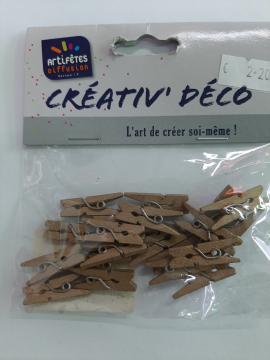 ARTIFÊTES
Diffusion
CRÉATIV' DÉCO
L'art de créer soi-même !